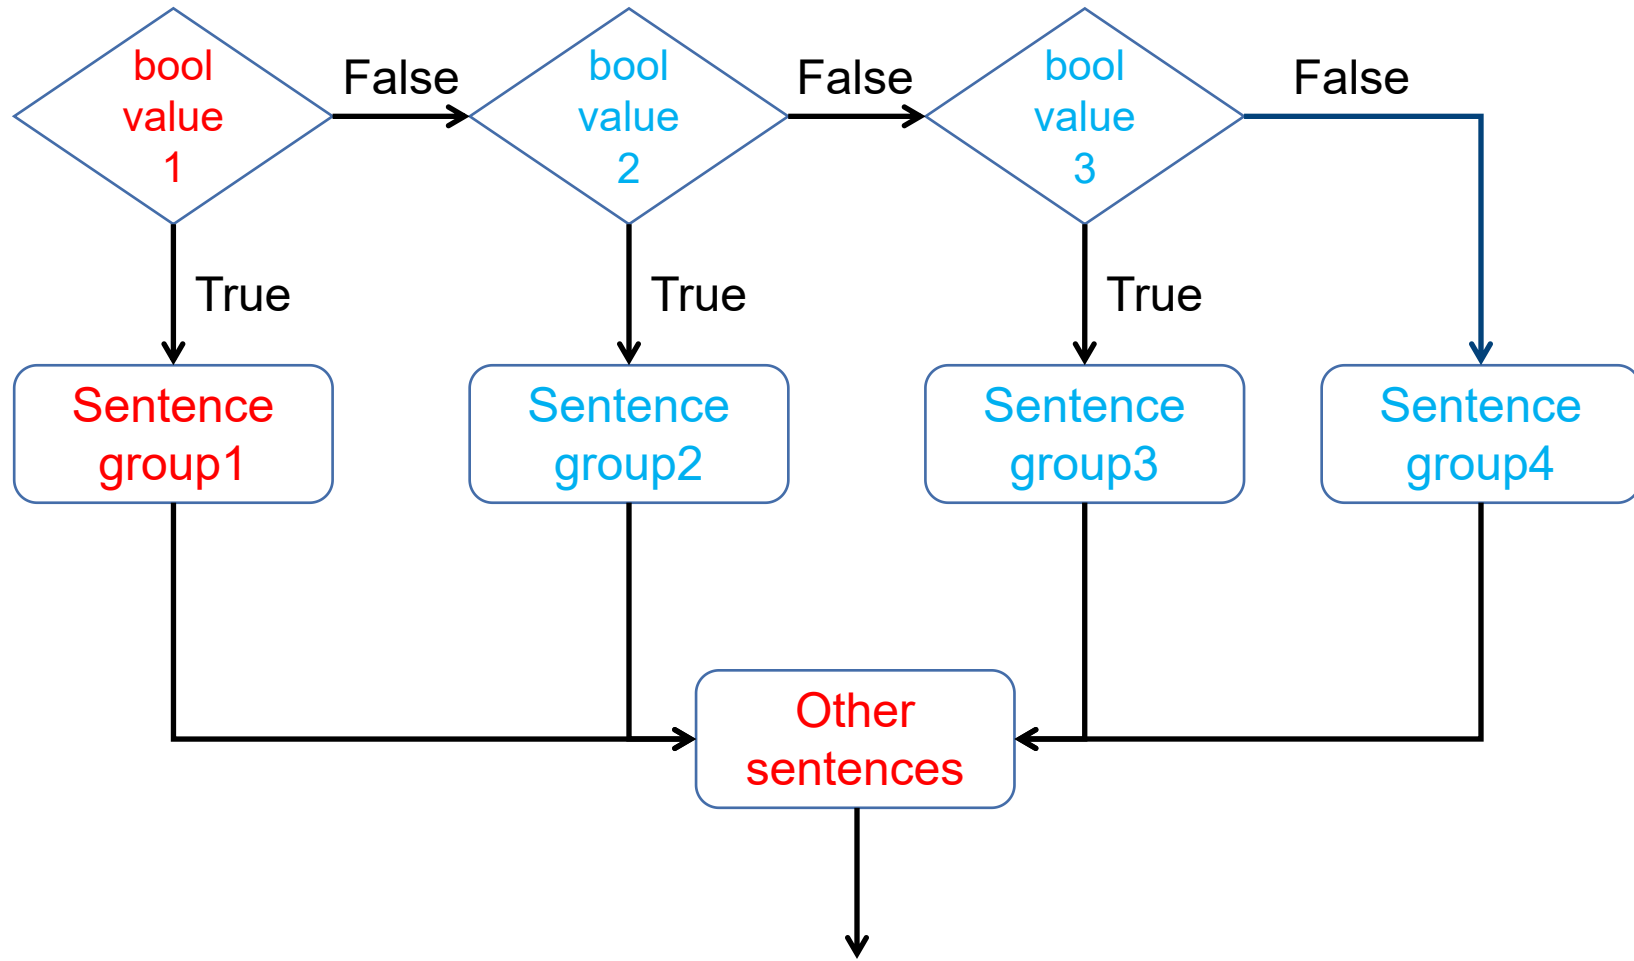 bool
value
1
False
bool
value
2
False
bool
value
3
False
True
True
True
Sentence
group1
Sentence
group2
Sentence
group3
Sentence
group4
Other
sentences